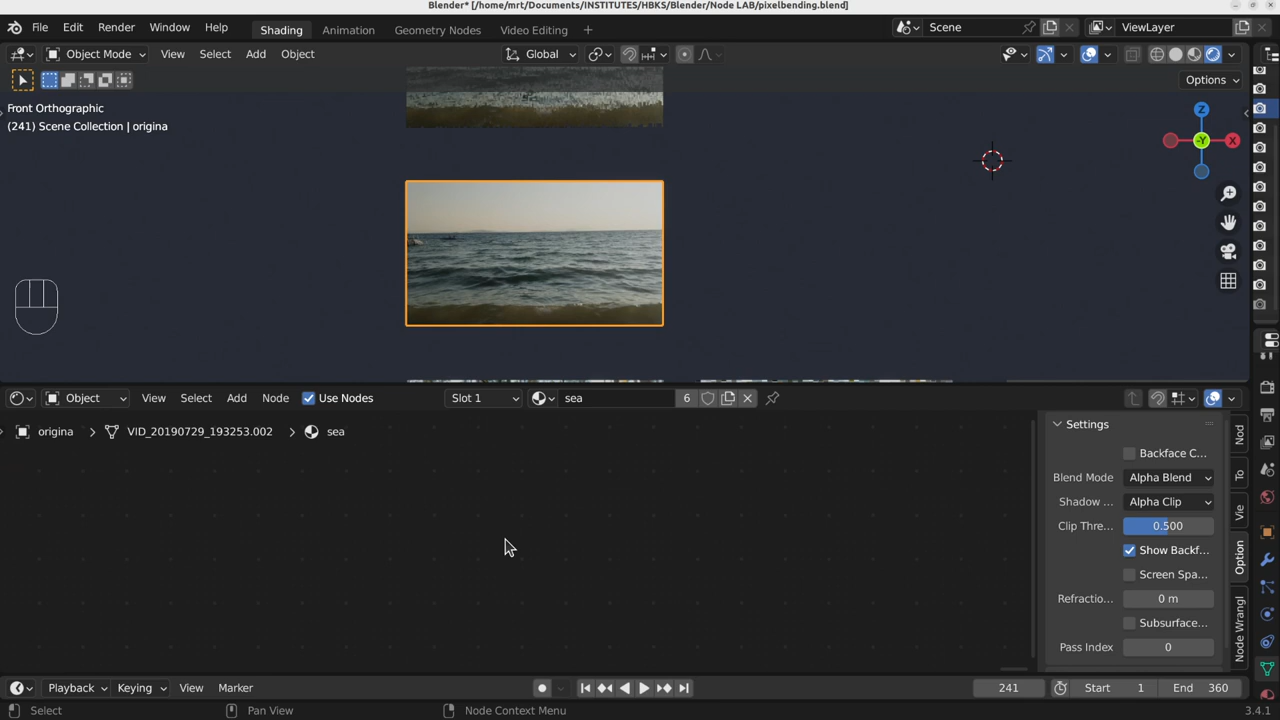 Blender* [/home/mrt/Documents/INSTITUTES/HBKS/Blender/Node LAB/pixelbending.blend]
File Edit Render Window Help Shading Animation Geometry Nodes Video Editing + Scene ViewLayer
Object Mode View Select Add Object Global
Options
Front Orthographic
(241) Scene Collection | origina
Z
-Y X
Object View Select Add Node Use Nodes Slot 1 sea 6
origina > VID_20190729_193253.002 > sea
Settings
Backface C...
Blend Mode Alpha Blend
Shadow ... Alpha Clip
Clip Thre... 0.500
Show Backf...
Screen Spa...
Refractio... 0 m
Subsurface...
Pass Index 0
Nod
To
Vie
Option
Node Wrangl
Playback Keying View Marker 241 Start 1 End 360
Select Pan View Node Context Menu 3.4.1